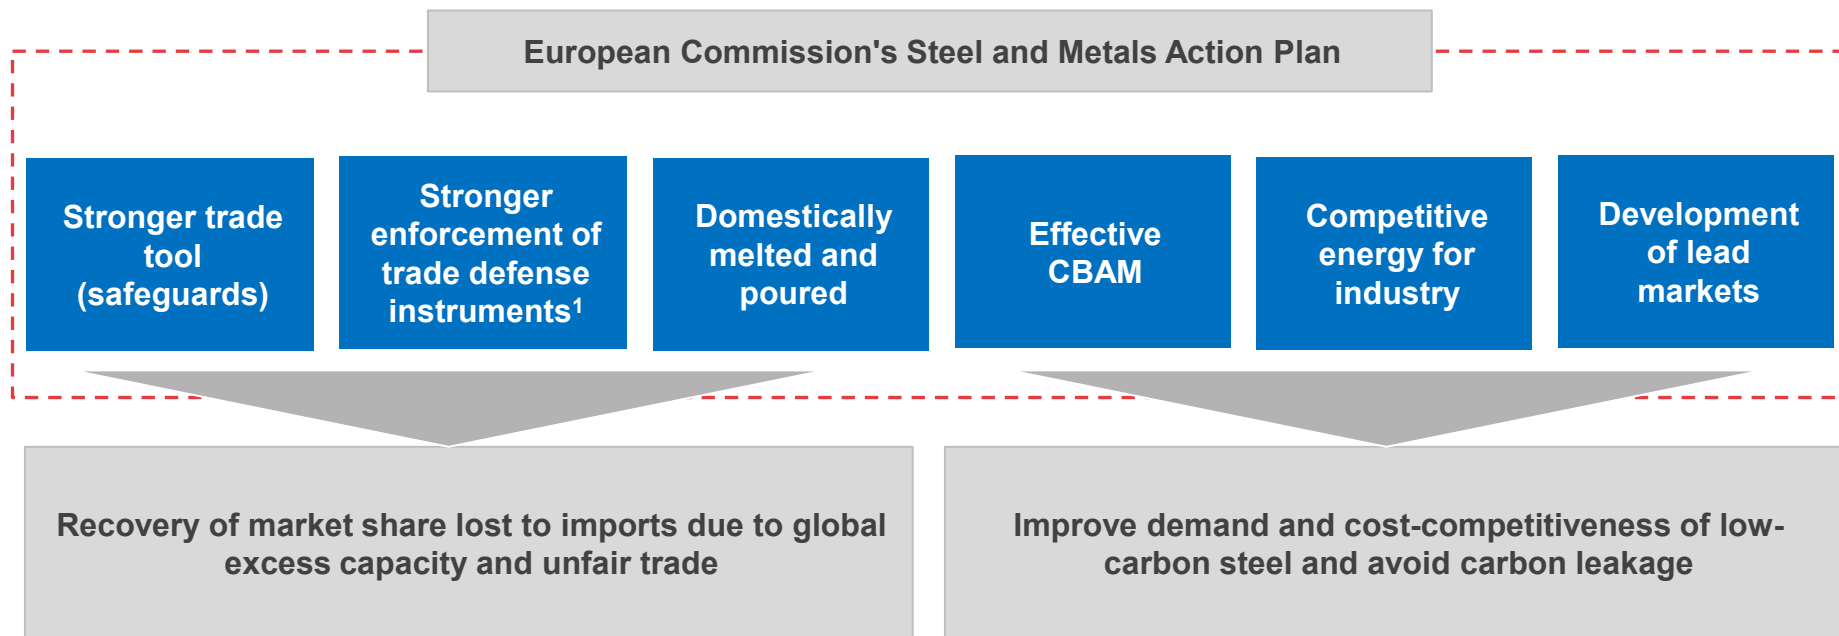 European Commission's Steel and Metals Action Plan
Stronger trade
tool
(safeguards)
Stronger
enforcement of
trade defense
instruments¹
Domestically
melted and
poured
Effective
CBAM
Competitive
energy for
industry
Development
of lead
markets
Recovery of market share lost to imports due to global
excess capacity and unfair trade
Improve demand and cost-competitiveness of low-
carbon steel and avoid carbon leakage